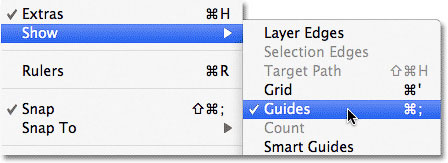 ✓ Extras ⌘H
Show ▶
Rulers ⌘R
✓ Snap ⇧⌘;
Snap To ▶
Layer Edges
Selection Edges
Target Path ⇧⌘H
Grid ⌘'
✓ Guides ⌘;
Count
Smart Guides